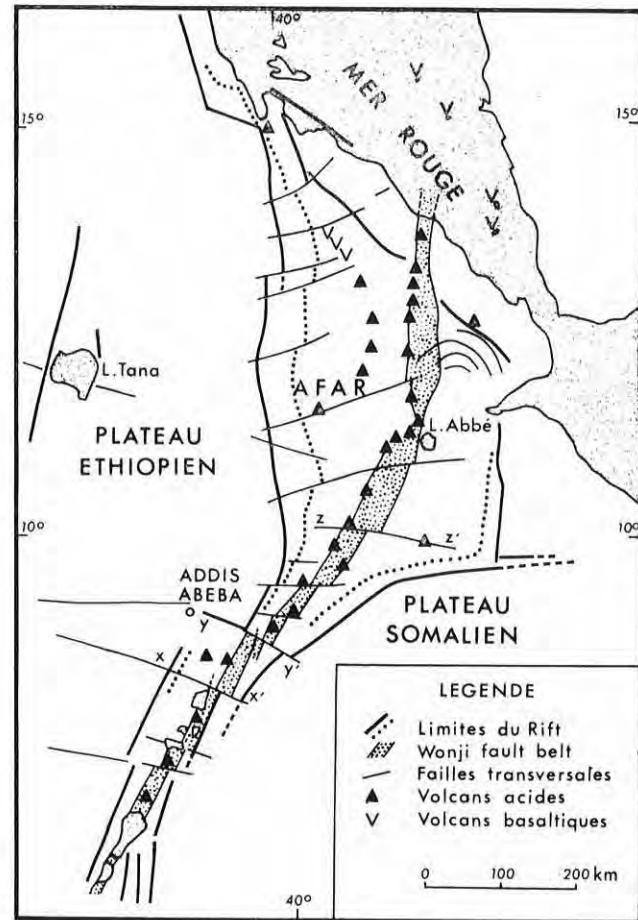 40°
MER ROUGE
15°
15°
L. Tana
AFAR
L. Abbé
PLATEAU
ETHIOPIEN
10°
z
z'
10°
ADDIS
ABEBA
y
PLATEAU
SOMALIEN
x
y'
x'
LEGENDE
Limites du Rift
Wonji fault belt
Failles transversales
Volcans acides
Volcans basaltiques
0 100 200 km
40°